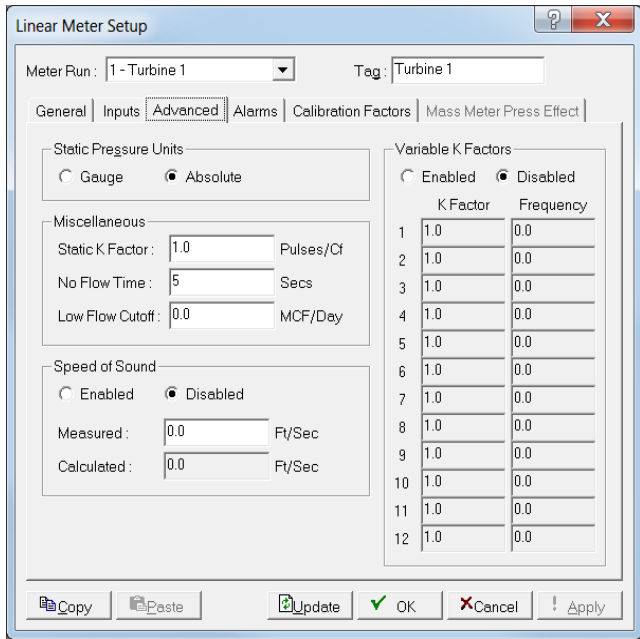 Linear Meter Setup
Meter Run : 1 - Turbine 1 Tag : Turbine 1
General Inputs Advanced Alarms Calibration Factors Mass Meter Press Effect
Static Pressure Units
Gauge Absolute
Miscellaneous
Static K Factor : 1.0 Pulses/Cf
No Flow Time : 5 Secs
Low Flow Cutoff : 0.0 MCF/Day
Speed of Sound
Enabled Disabled
Measured : 0.0 Ft/Sec
Calculated : 0.0 Ft/Sec
Variable K Factors
Enabled Disabled
K Factor Frequency
1 1.0 0.0
2 1.0 0.0
3 1.0 0.0
4 1.0 0.0
5 1.0 0.0
6 1.0 0.0
7 1.0 0.0
8 1.0 0.0
9 1.0 0.0
10 1.0 0.0
11 1.0 0.0
12 1.0 0.0
Copy Paste Update OK Cancel ! Apply